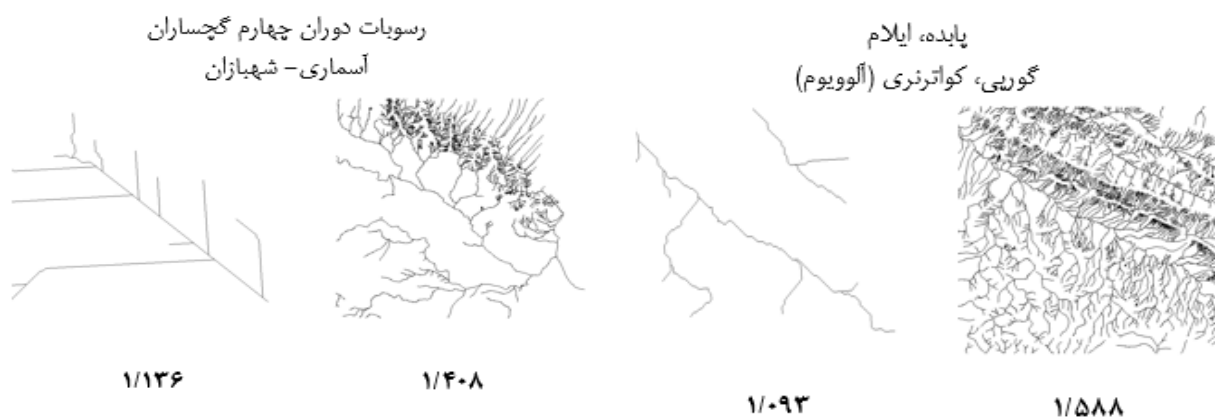 پابده، ایلام
گورپی، کواترنری (آلوویوم)
رسوبات دوران چهارم گچساران
آسماری- شهبازان
۱/۵۸۸
۱/۰۹۳
۱/۴۰۸
۱/۱۳۶